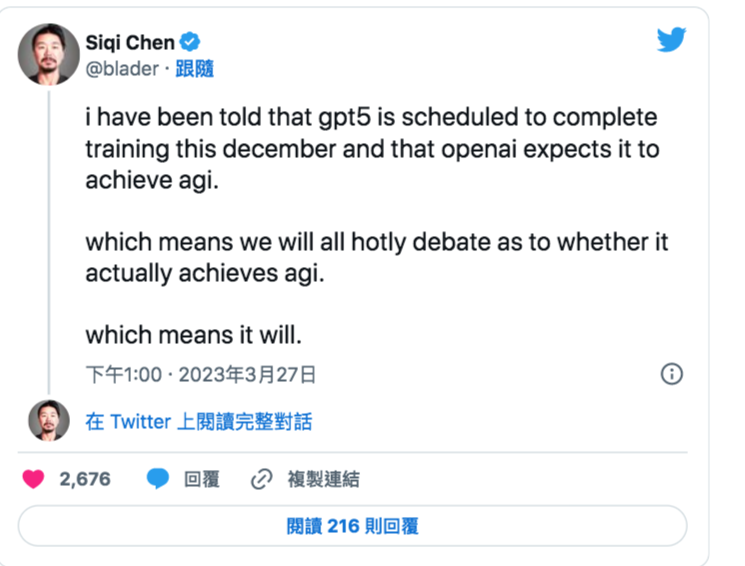 Siqi Chen
@blader · 跟隨
i have been told that gpt5 is scheduled to complete
training this december and that openai expects it to
achieve agi.
which means we will all hotly debate as to whether it
actually achieves agi.
which means it will.
下午1:00 · 2023年3月27日
在 Twitter 上閱讀完整對話
2,676 回覆 複製連結
閱讀 216 則回覆